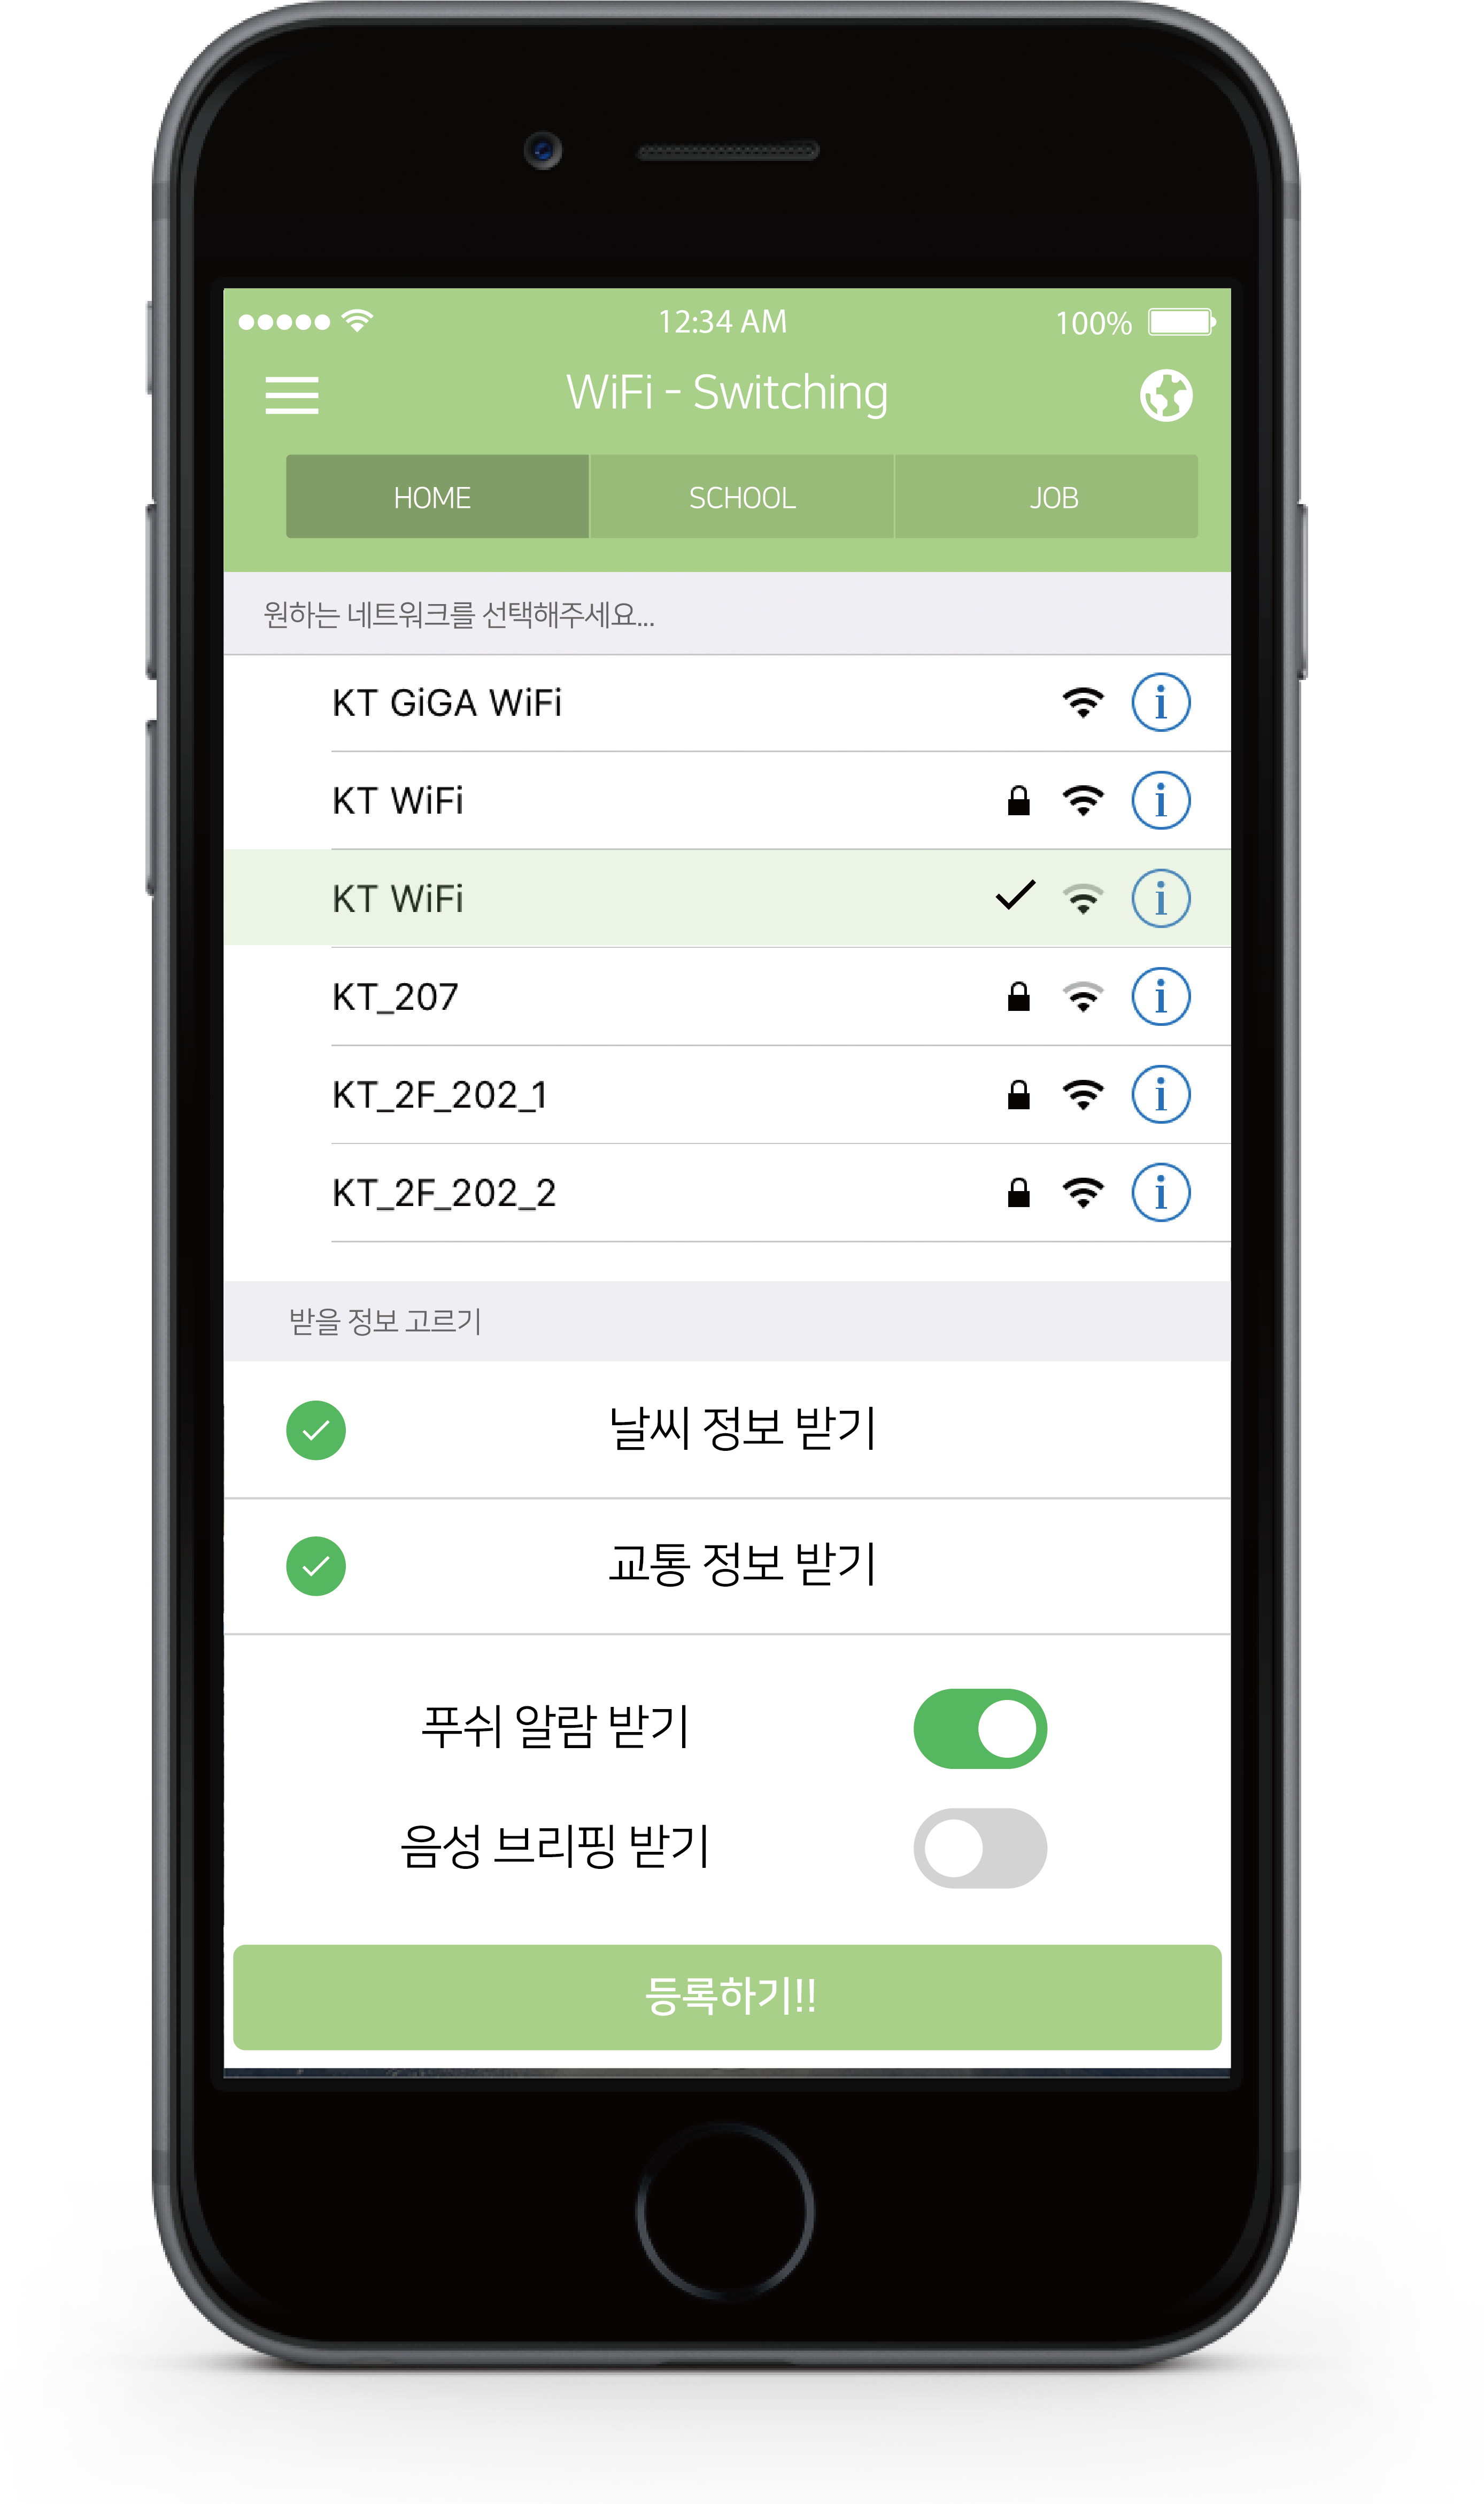 12:34 AM 100%
WiFi - Switching
HOME SCHOOL JOB
원하는 네트워크를 선택해주세요...
KT GiGA WiFi
KT WiFi
KT WiFi
KT_207
KT_2F_202_1
KT_2F_202_2
받을 정보 고르기
날씨 정보 받기
교통 정보 받기
푸쉬 알람 받기
음성 브리핑 받기
등록하기!!